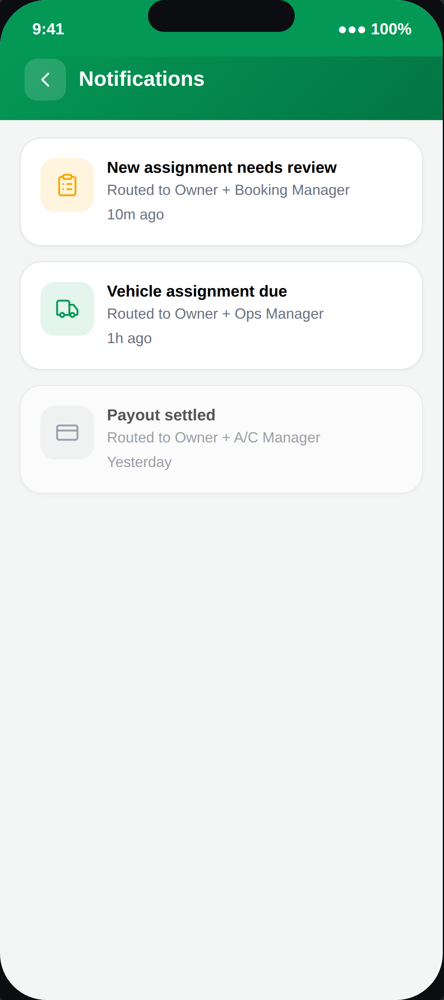 9:41
●●● 100%
Notifications
New assignment needs review
Routed to Owner + Booking Manager
10m ago
Vehicle assignment due
Routed to Owner + Ops Manager
1h ago
Payout settled
Routed to Owner + A/C Manager
Yesterday